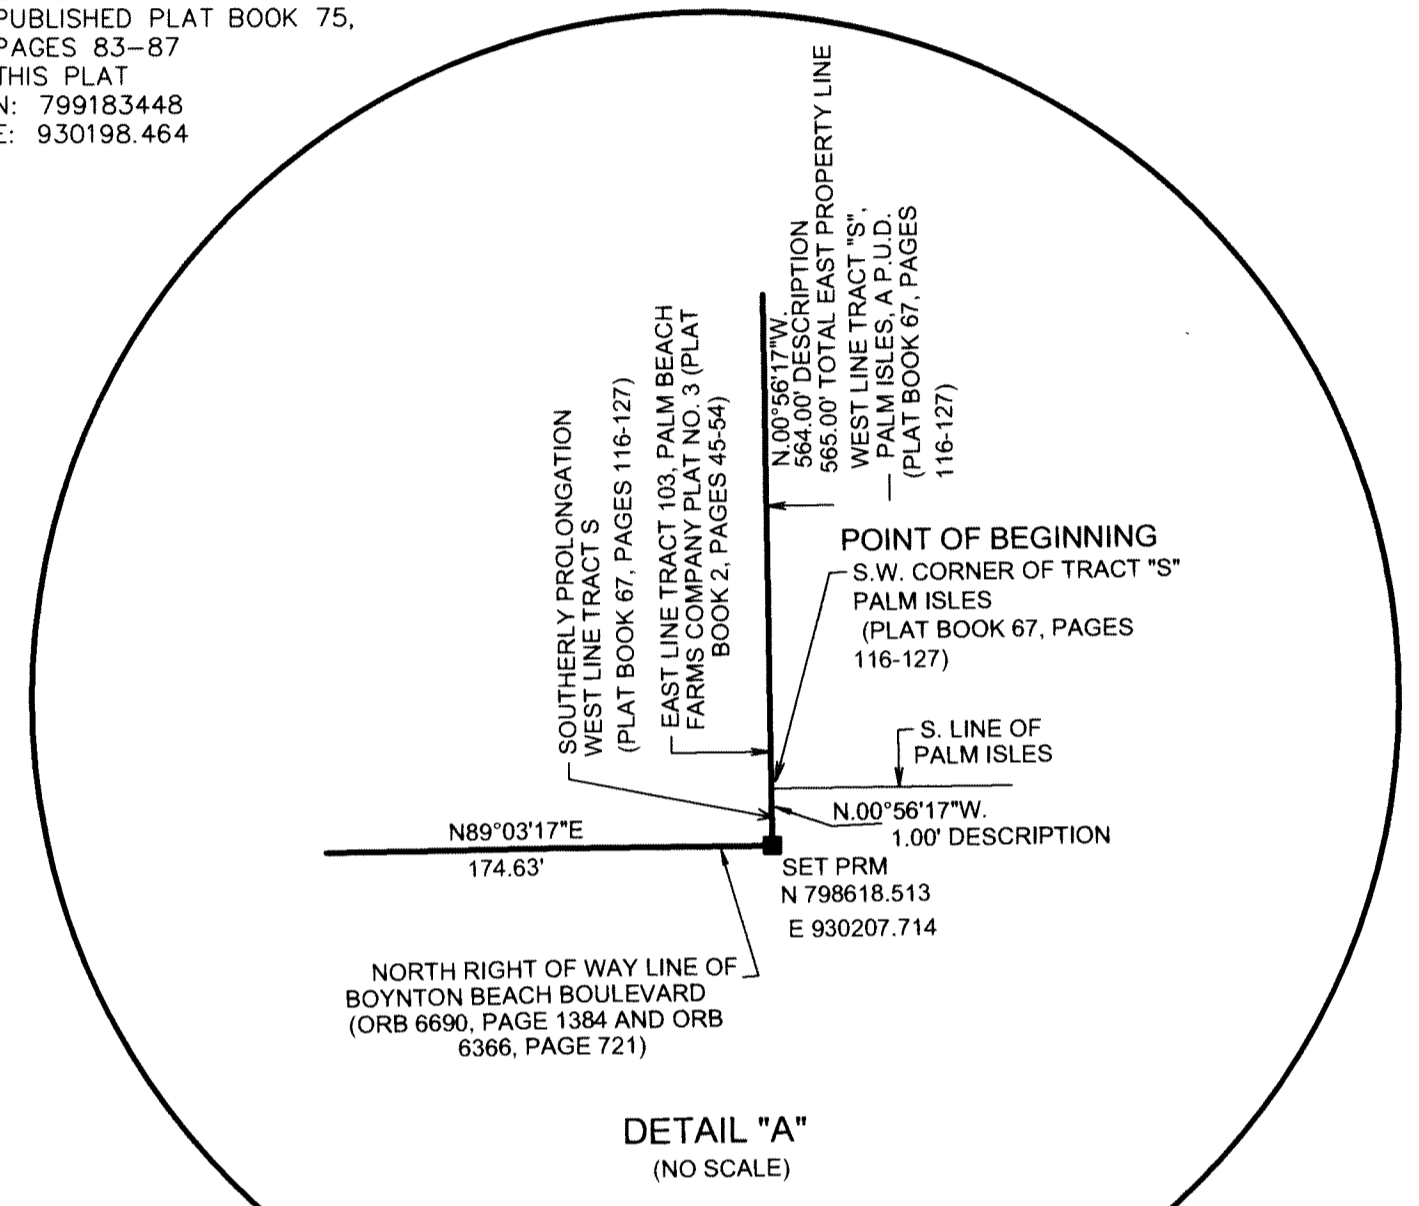 PUBLISHED PLAT BOOK 75,
PAGES 83-87
THIS PLAT
N: 799183448
E: 930198.464
SOUTHERLY PROLONGATION
WEST LINE TRACT S
(PLAT BOOK 67, PAGES 116-127)
EAST LINE TRACT 103, PALM BEACH
FARMS COMPANY PLAT NO. 3 (PLAT
BOOK 2, PAGES 45-54)
N.00°56'17"W.
564.00' DESCRIPTION
565.00' TOTAL EAST PROPERTY LINE
WEST LINE TRACT "S",
PALM ISLES, A P.U.D.
(PLAT BOOK 67, PAGES
116-127)
POINT OF BEGINNING
S.W. CORNER OF TRACT "S"
PALM ISLES
(PLAT BOOK 67, PAGES
116-127)
S. LINE OF
PALM ISLES
N.00°56'17"W.
1.00' DESCRIPTION
N89°03'17"E
174.63'
SET PRM
N 798618.513
E 930207.714
NORTH RIGHT OF WAY LINE OF
BOYNTON BEACH BOULEVARD
(ORB 6690, PAGE 1384 AND ORB
6366, PAGE 721)
DETAIL "A"
(NO SCALE)